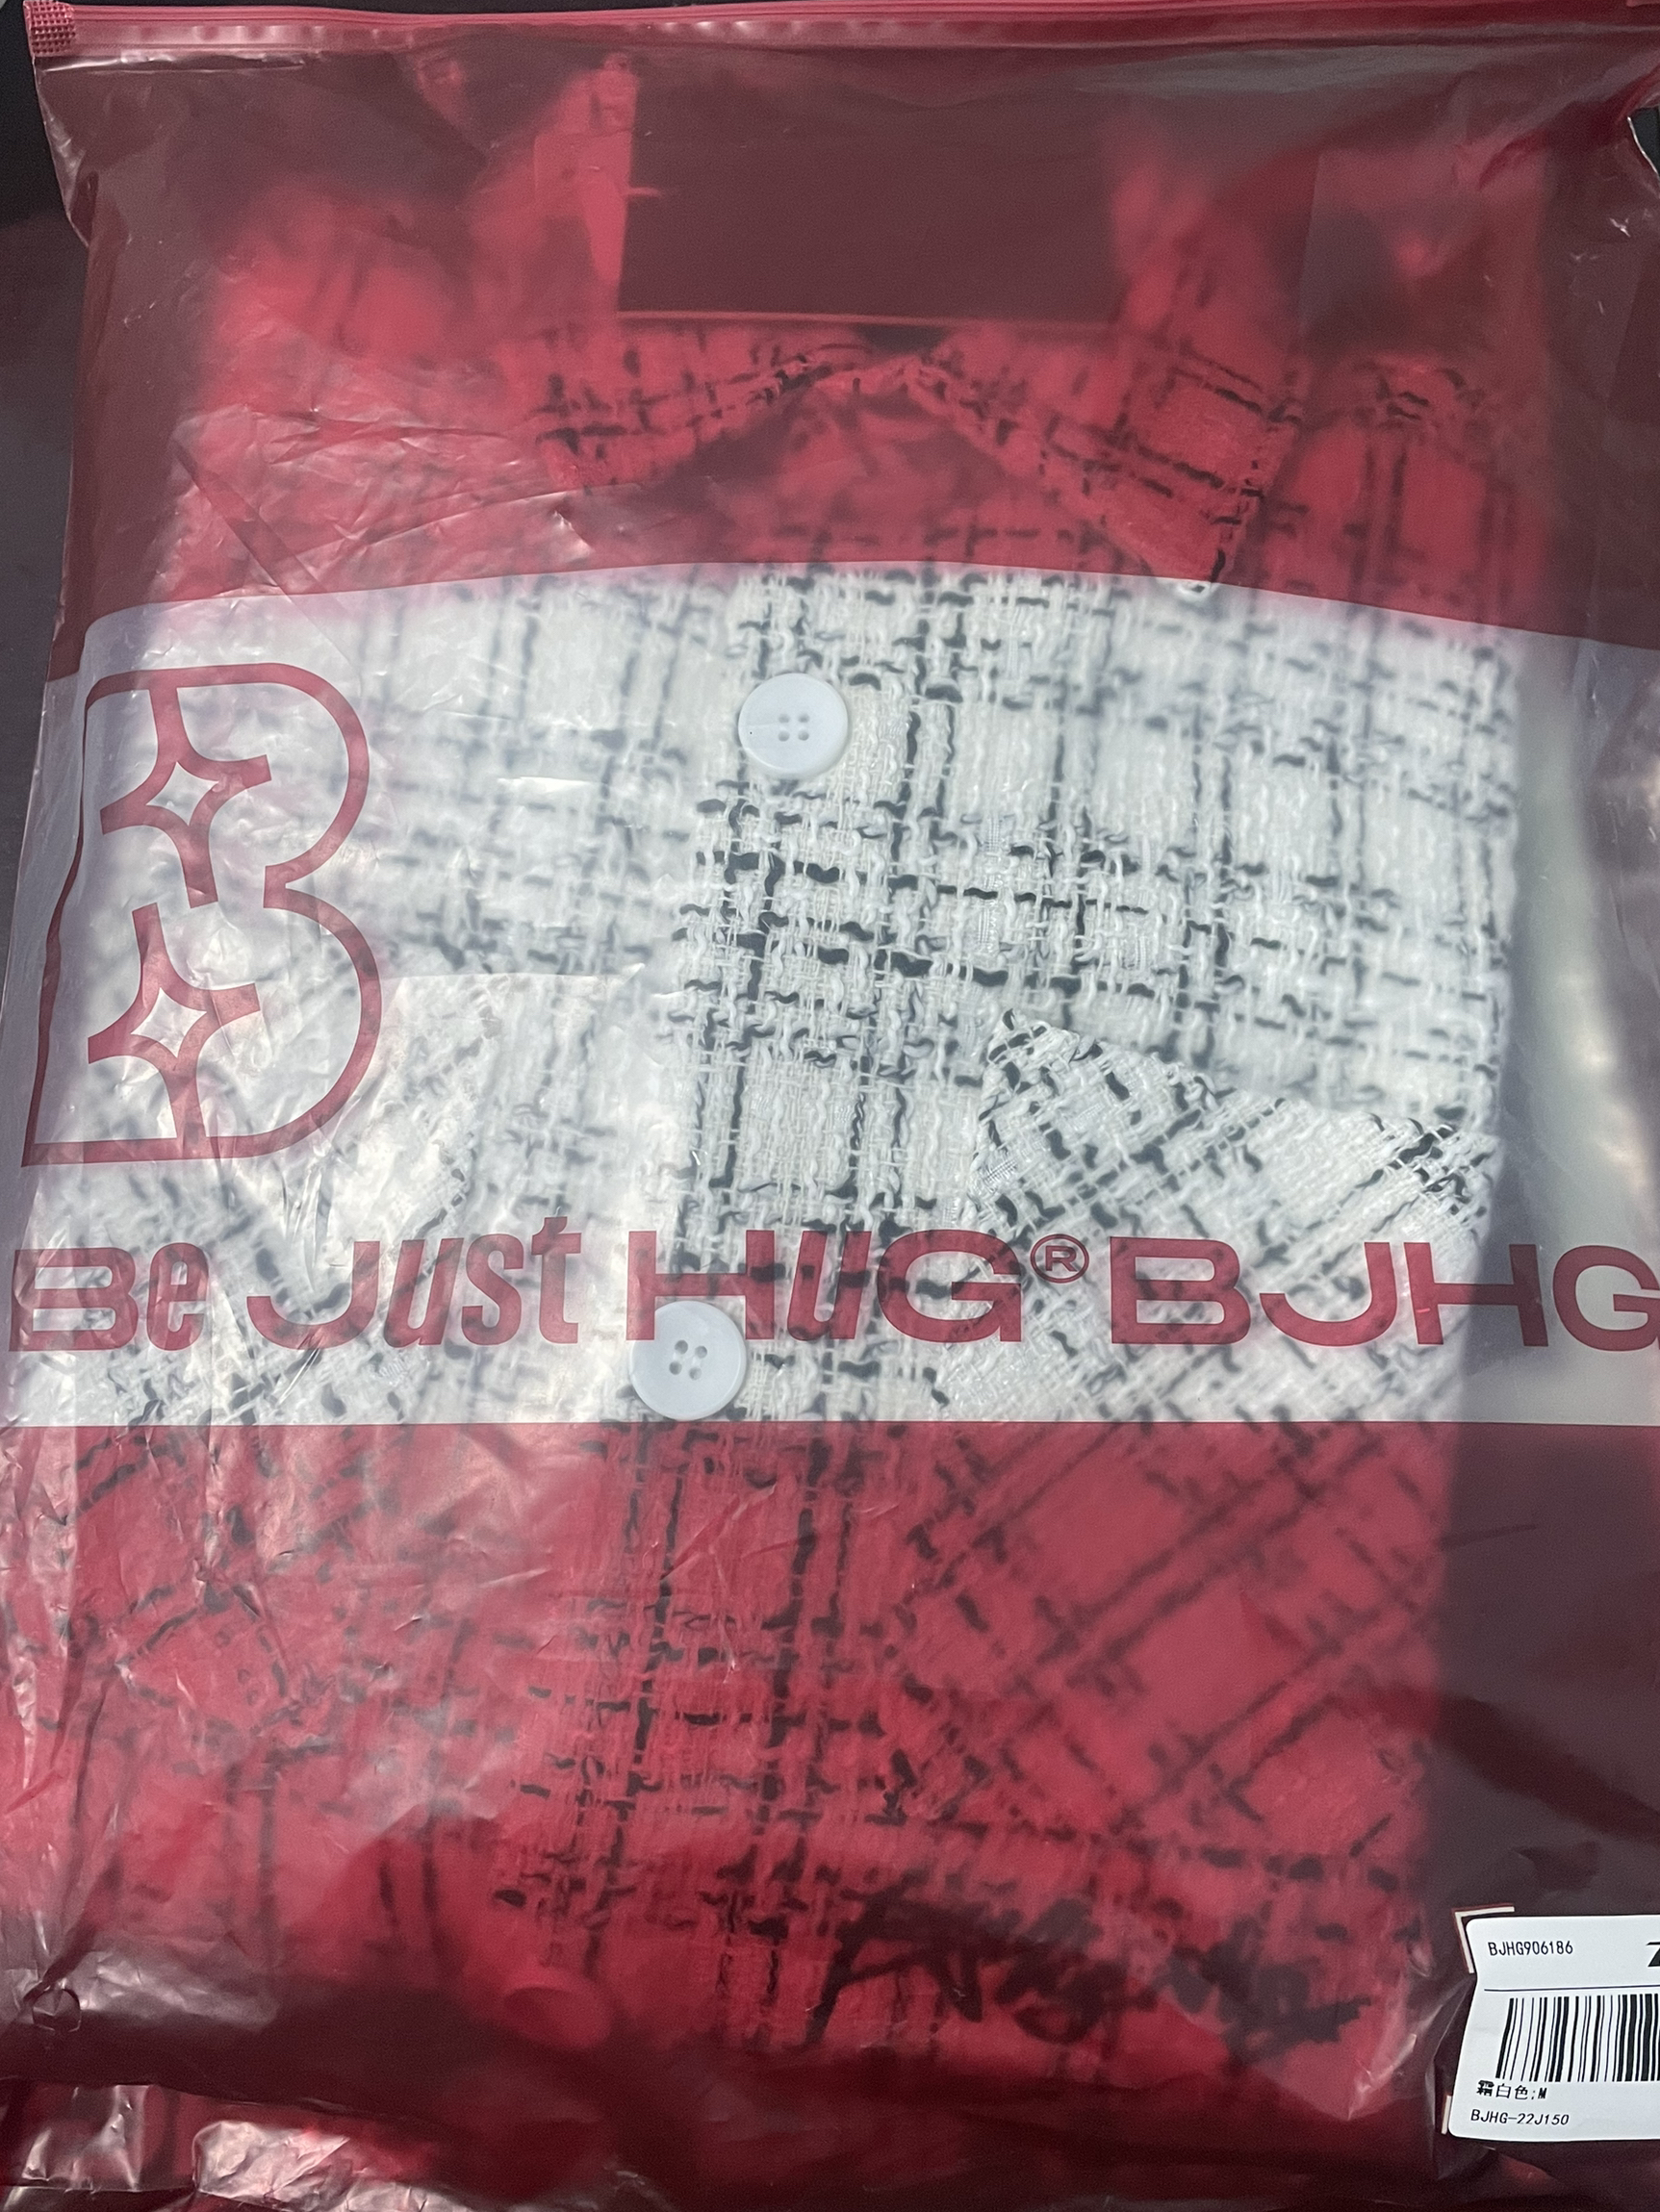 Be Just HUG® BJHG
BJHG906186
霜白色;M
BJHG-22J150